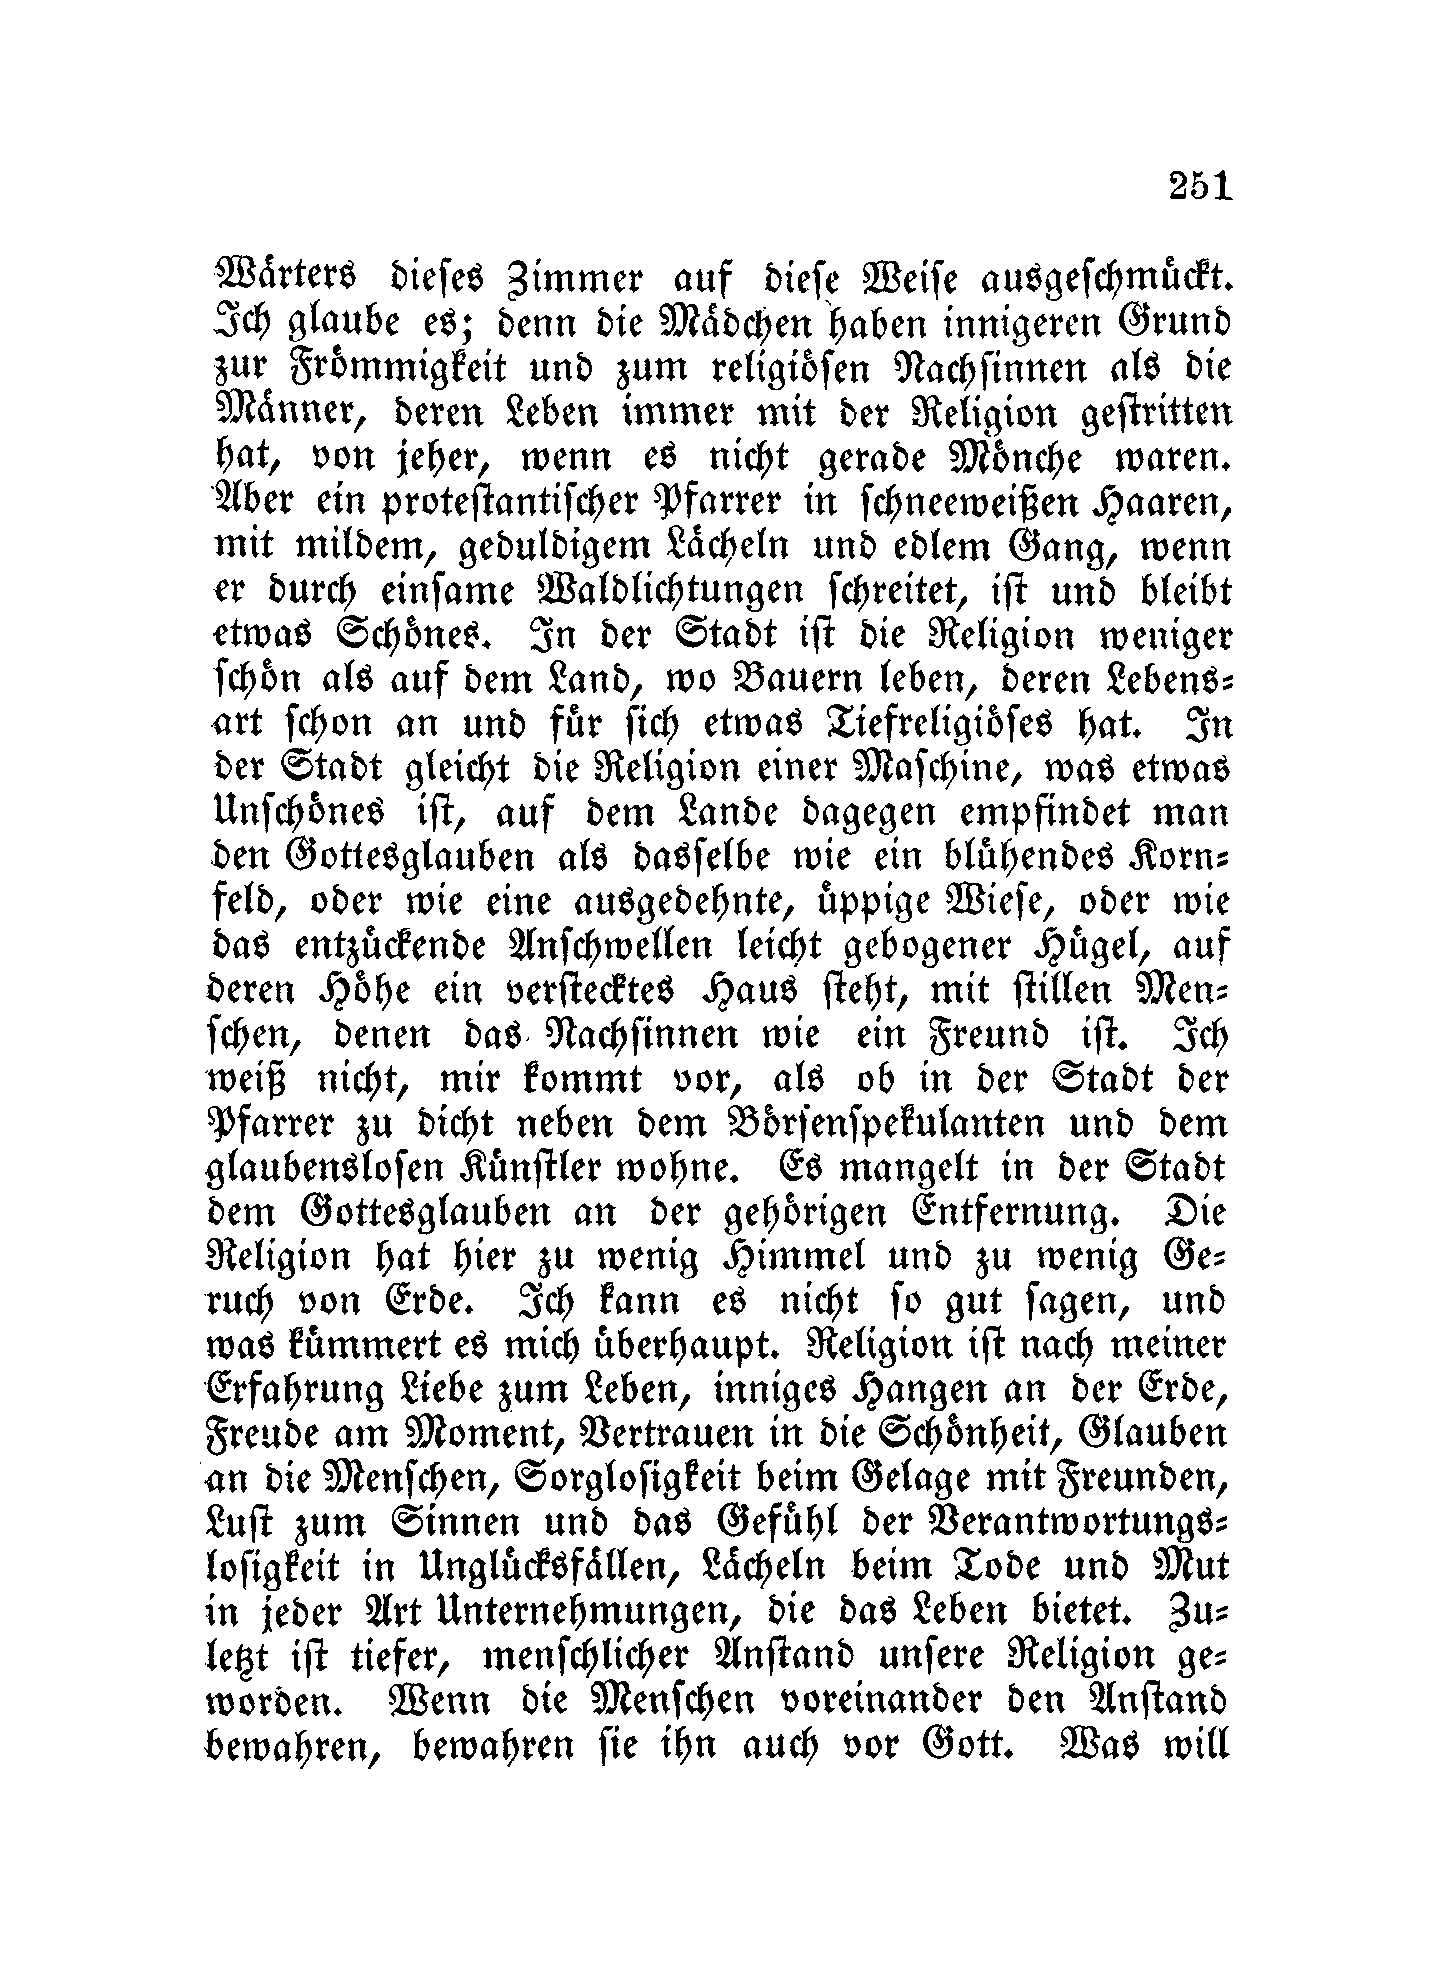 251
Wärters dieses Zimmer auf diese Weise ausgeschmückt.
Ich glaube es; denn die Mädchen haben innigeren Grund
zur Frömmigkeit und zum religiösen Nachsinnen als die
Männer, deren Leben immer mit der Religion gestritten
hat, von jeher, wenn es nicht gerade Mönche waren.
Aber ein protestantischer Pfarrer in schneeweißen Haaren,
mit mildem, geduldigem Lächeln und edlem Gang, wenn
er durch einsame Waldlichtungen schreitet, ist und bleibt
etwas Schönes. In der Stadt ist die Religion weniger
schön als auf dem Land, wo Bauern leben, deren Lebens-
art schon an und für sich etwas Tiefreligiöses hat. In
der Stadt gleicht die Religion einer Maschine, was etwas
Unschönes ist, auf dem Lande dagegen empfindet man
den Gottesglauben als dasselbe wie ein blühendes Korn-
feld, oder wie eine ausgedehnte, üppige Wiese, oder wie
das entzückende Anschwellen leicht gebogener Hügel, auf
deren Höhe ein verstecktes Haus steht, mit stillen Men-
schen, denen das Nachsinnen wie ein Freund ist. Ich
weiß nicht, mir kommt vor, als ob in der Stadt der
Pfarrer zu dicht neben dem Börsenspekulanten und dem
glaubenslosen Künstler wohne. Es mangelt in der Stadt
dem Gottesglauben an der gehörigen Entfernung. Die
Religion hat hier zu wenig Himmel und zu wenig Ge-
ruch von Erde. Ich kann es nicht so gut sagen, und
was kümmert es mich überhaupt. Religion ist nach meiner
Erfahrung Liebe zum Leben, inniges Hangen an der Erde,
Freude am Moment, Vertrauen in die Schönheit, Glauben
an die Menschen, Sorglosigkeit beim Gelage mit Freunden,
Lust zum Sinnen und das Gefühl der Verantwortungs-
losigkeit in Unglücksfällen, Lächeln beim Tode und Mut
in jeder Art Unternehmungen, die das Leben bietet. Zu-
letzt ist tiefer, menschlicher Anstand unsere Religion ge-
worden. Wenn die Menschen voreinander den Anstand
bewahren, bewahren sie ihn auch vor Gott. Was will